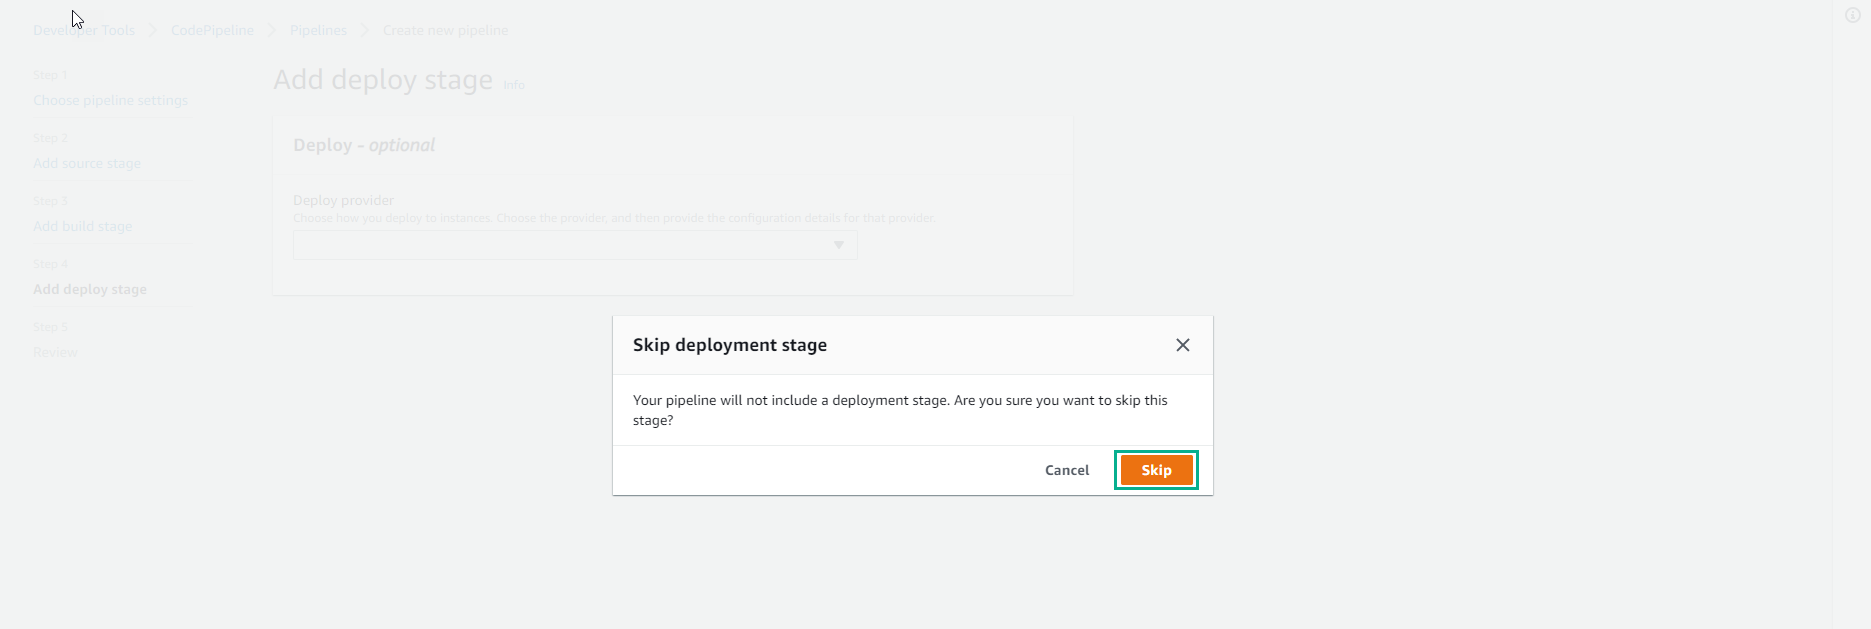 Developer Tools
CodePipeline
Pipelines
Create new pipeline
Step 1
Choose pipeline settings
Step 2
Add source stage
Step 3
Add build stage
Step 4
Add deploy stage
Step 5
Review
Add deploy stage Info
Deploy - optional
Deploy provider
Choose how you deploy to instances. Choose the provider, and then provide the configuration details for that provider.
Skip deployment stage
Your pipeline will not include a deployment stage. Are you sure you want to skip this
stage?
Cancel
Skip